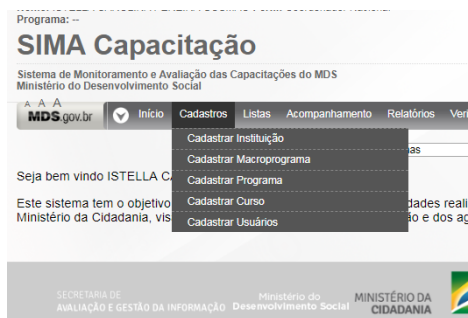 Programa: --
SIMA Capacitação
Sistema de Monitoramento e Avaliação das Capacitações do MDS
Ministério do Desenvolvimento Social
A A A
MDS.gov.br Início Cadastros Listas Acompanhamento Relatórios Veri
Cadastrar Instituição
Cadastrar Macroprograma
as
Cadastrar Programa
Seja bem vindo ISTELLA C
Cadastrar Curso
Este sistema tem o objetivo dades reali
Cadastrar Usuários
Ministério da Cidadania, vis ão e dos ag
SECRETARIA DE
AVALIAÇÃO E GESTÃO DA INFORMAÇÃO
Ministério do
Desenvolvimento Social
MINISTÉRIO DA
CIDADANIA